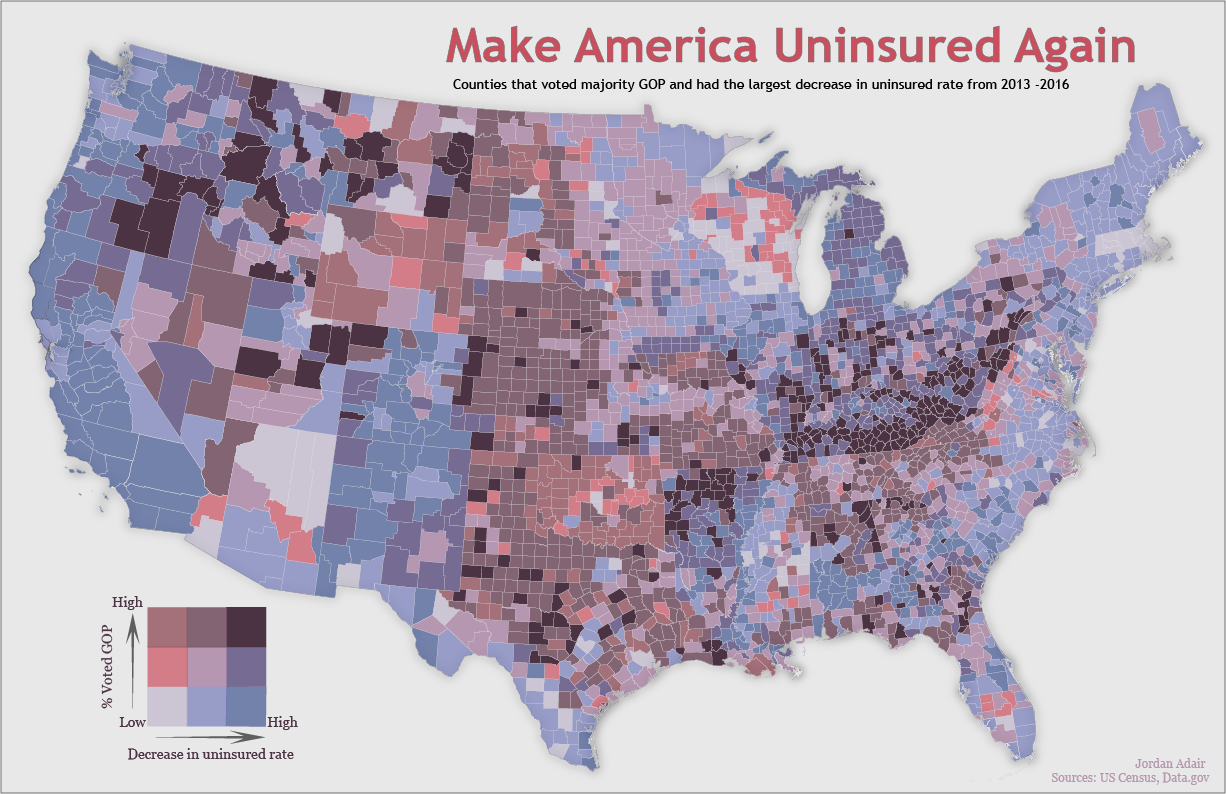 Make America Uninsured Again
Counties that voted majority GOP and had the largest decrease in uninsured rate from 2013 -2016
High
% Voted GOP
Low
High
Decrease in uninsured rate
Jordan Adair
Sources: US Census, Data.gov